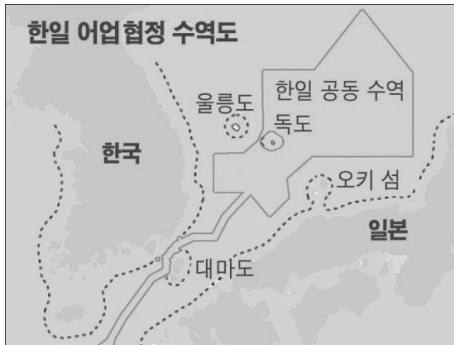 한일 어업협정 수역도
울릉도
한일 공동 수역
독도
한국
오키 섬
일본
대마도